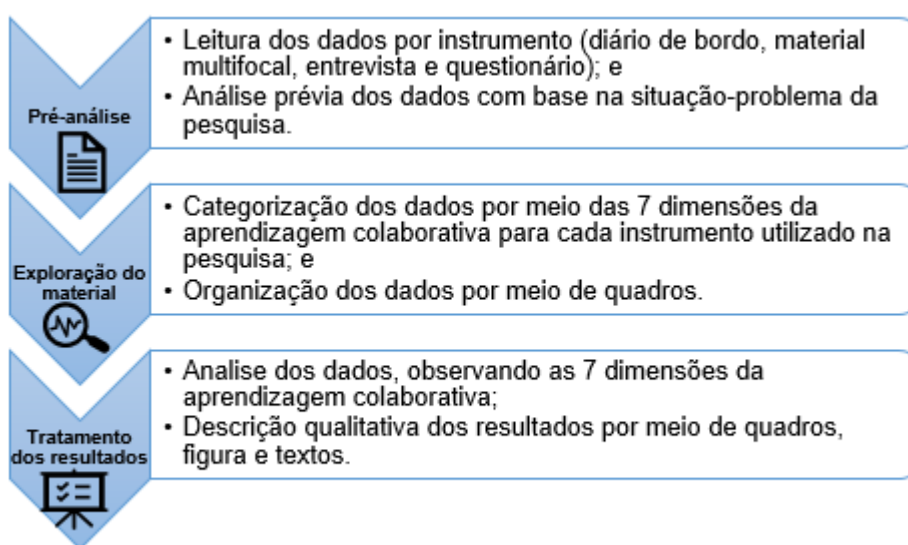 Pré-análise
• Leitura dos dados por instrumento (diário de bordo, material
multifocal, entrevista e questionário); e
• Análise prévia dos dados com base na situação-problema da
pesquisa.
Exploração do
material
• Categorização dos dados por meio das 7 dimensões da
aprendizagem colaborativa para cada instrumento utilizado na
pesquisa; e
• Organização dos dados por meio de quadros.
Tratamento
dos resultados
• Analise dos dados, observando as 7 dimensões da
aprendizagem colaborativa;
• Descrição qualitativa dos resultados por meio de quadros,
figura e textos.